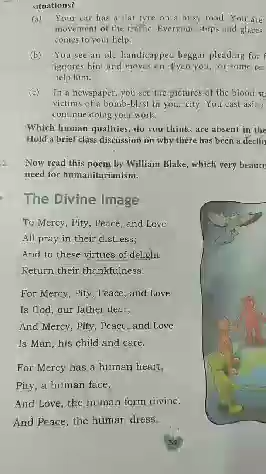 situations?
(a) Your car has a flat tyre on a busy road. You are
movement of the traffic. Everyone stops and
comes to your help.
(b) You see an old handicapped beggar pleading for
ignores him and moves on. Even you,
help him.
(c) In a newspaper, you see the pictures of the blood
victims of a bomb-blast in your city. You cast
continue doing your work.
Which human qualities, do you think, are absent in the
Hold a brief class discussion on why there has been a
Now read this poem by William Blake, which very
need for humanitarianism.
The Divine Image
To Mercy, Pity, Peace, and Love
All pray in their distress;
And to these virtues of delight
Return their thankfulness.
For Mercy, Pity, Peace, and Love
Is God, our father dear,
And Mercy, Pity, Peace, and Love
Is Man, his child and care.
For Mercy has a human heart,
Pity, a human face,
And Love, the human form divine,
And Peace, the human dress.